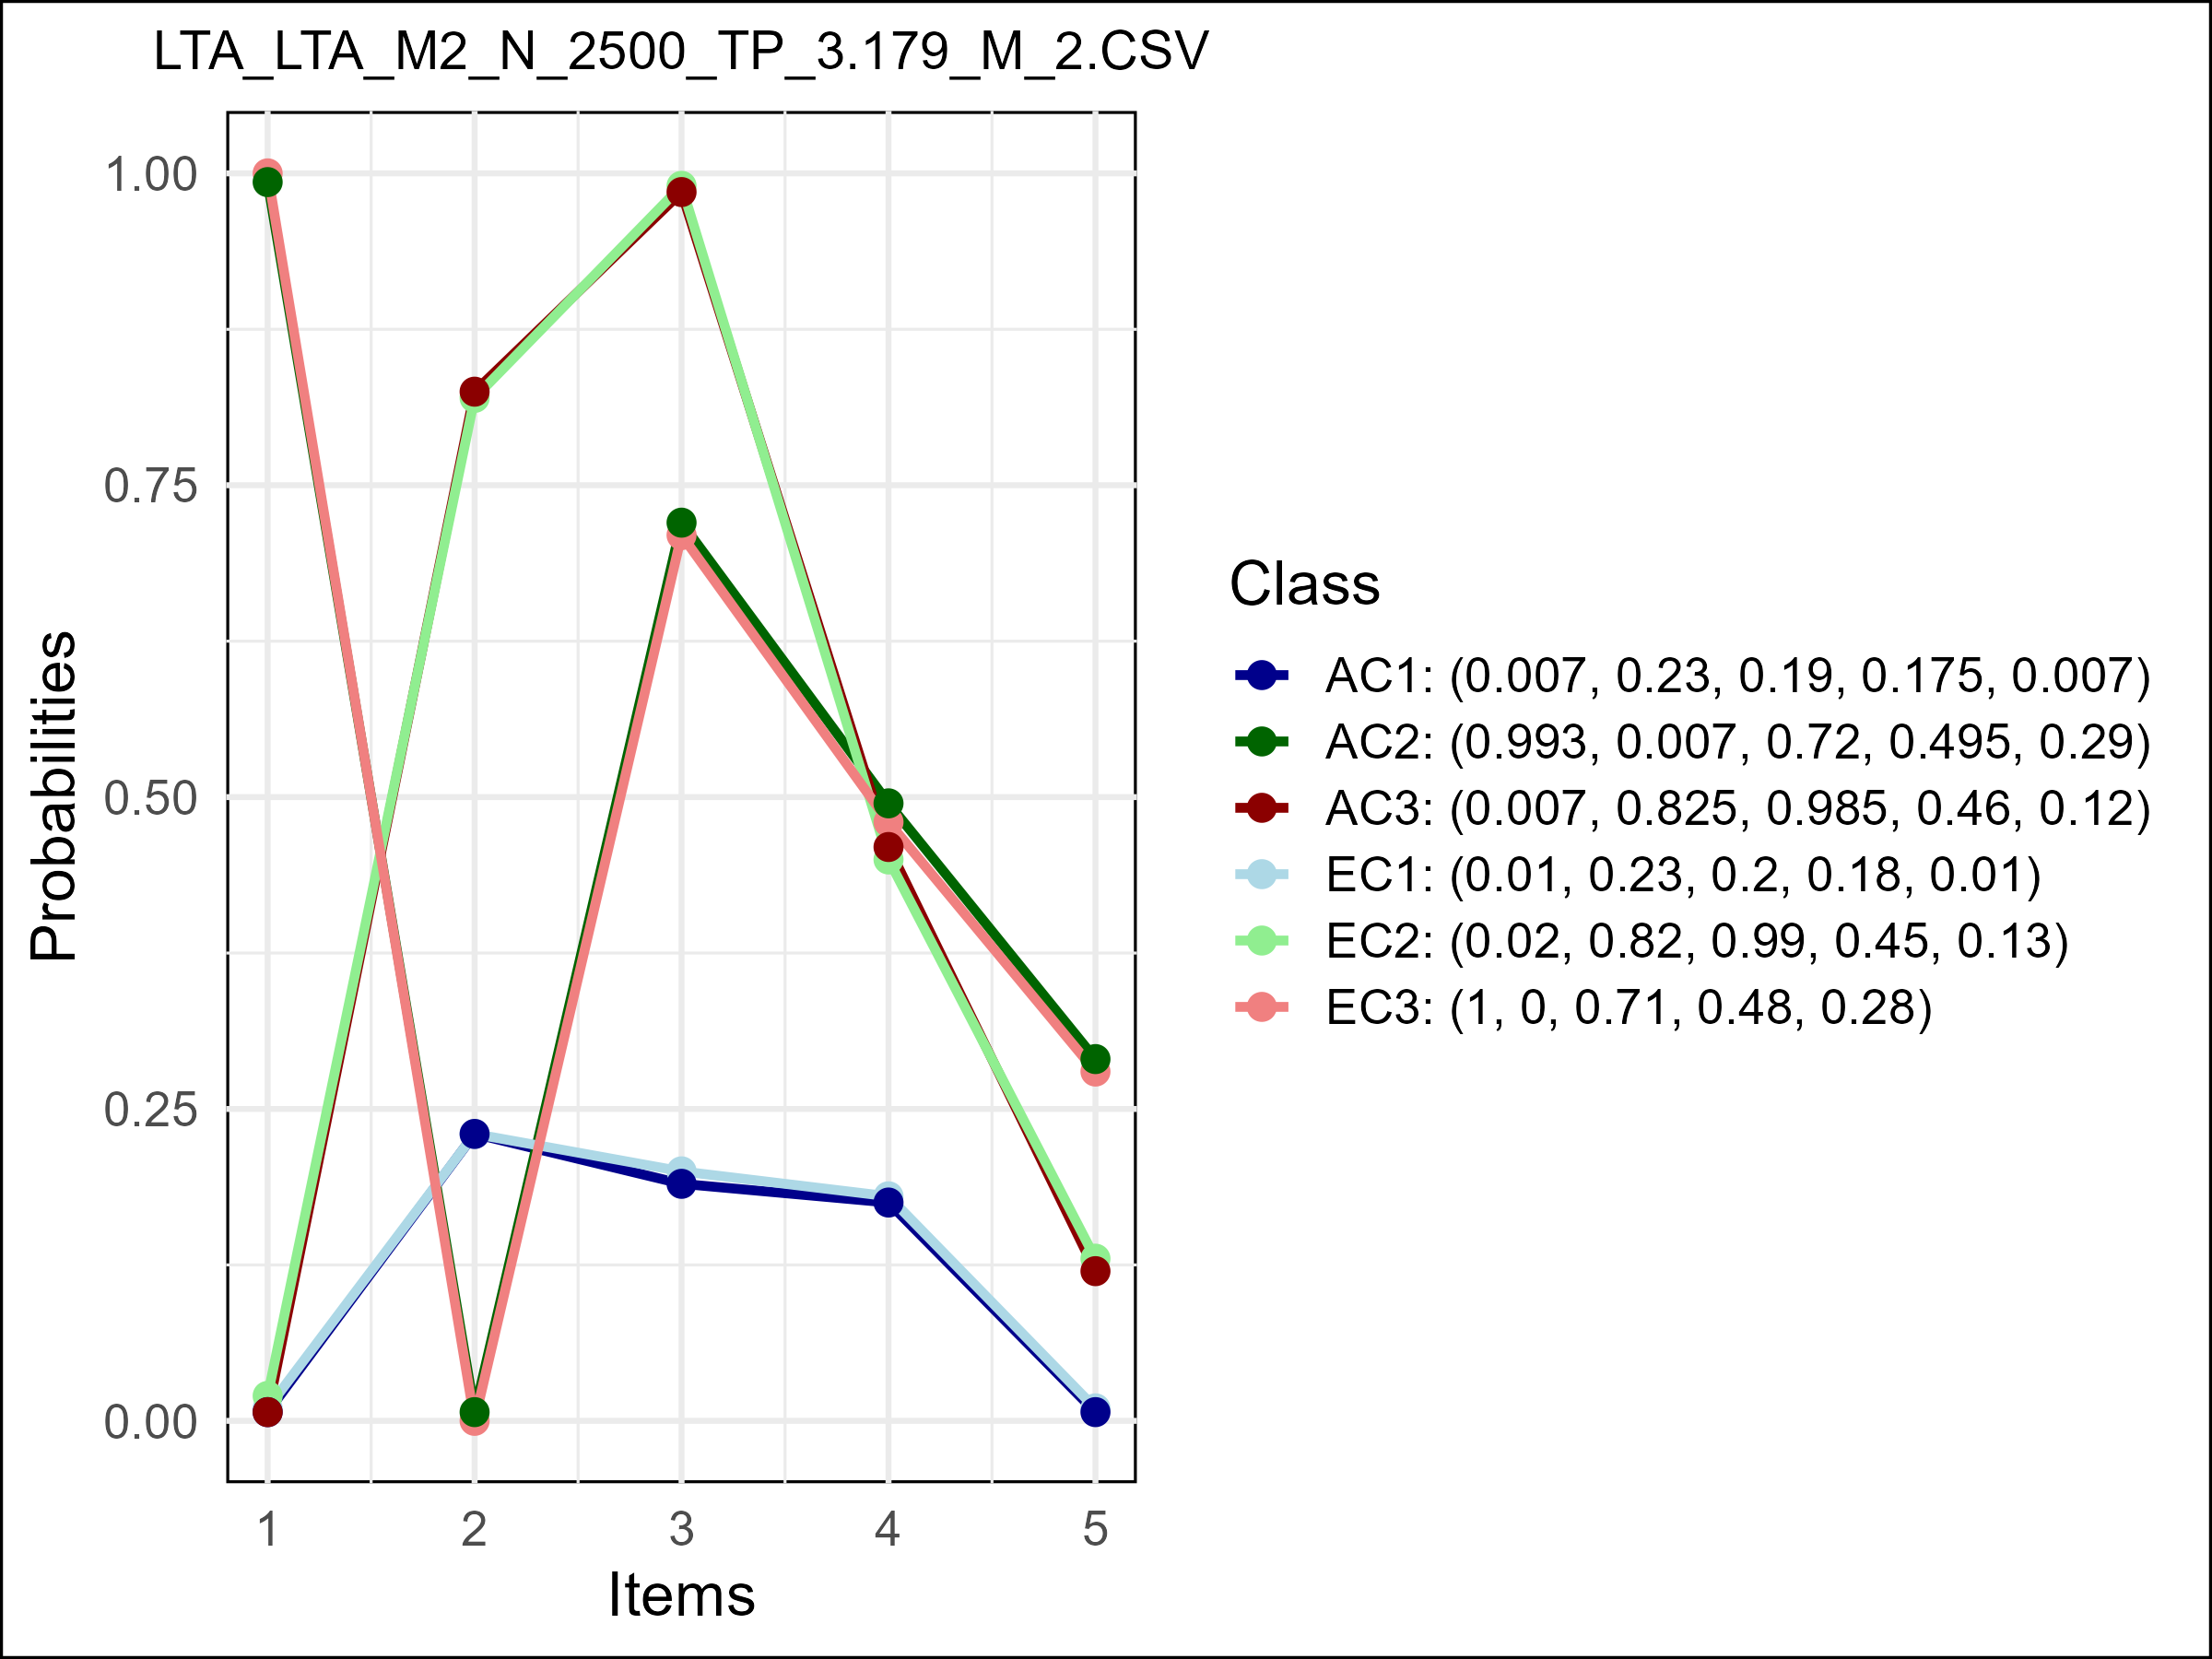 LTA_LTA_M2_N_2500_TP_3.179_M_2.CSV
1.00
0.75
0.50
0.25
0.00
Probabilities
1 2 3 4 5
Items
Class
AC1: (0.007, 0.23, 0.19, 0.175, 0.007)
AC2: (0.993, 0.007, 0.72, 0.495, 0.29)
AC3: (0.007, 0.825, 0.985, 0.46, 0.12)
EC1: (0.01, 0.23, 0.2, 0.18, 0.01)
EC2: (0.02, 0.82, 0.99, 0.45, 0.13)
EC3: (1, 0, 0.71, 0.48, 0.28)